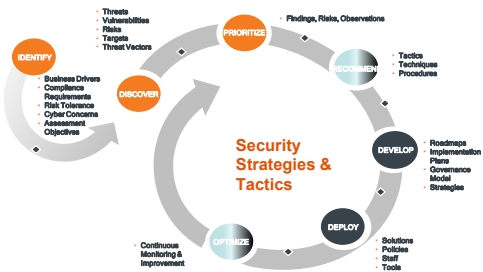 IDENTIFY
Business Drivers
Compliance
Requirements
Risk Tolerance
Cyber Concerns
Assessment
Objectives
DISCOVER
Threats
Vulnerabilities
Risks
Targets
Threat Vectors
PRIORITIZE
Findings, Risks, Observations
RECOMMEN
Tactics
Techniques
Procedures
DEVELOP
Roadmaps
Implementation
Plans
Governance
Model
Strategies
DEPLOY
Solutions
Policies
Staff
Tools
OPTIMIZE
Continuous
Monitoring &
Improvement
Security
Strategies &
Tactics